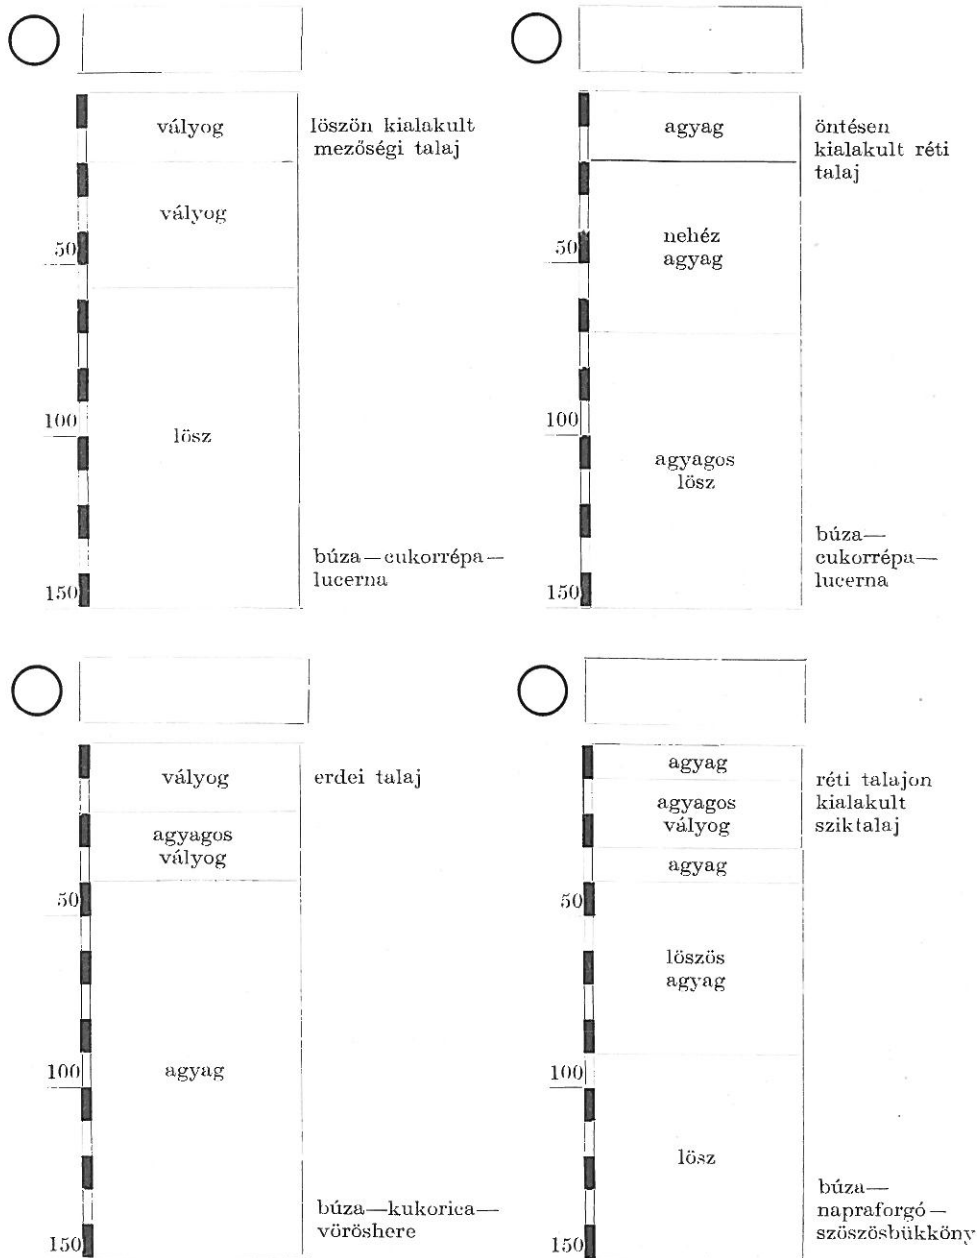 vályog
löszön kialakult
mezőségi talaj
vályog
50
100
lösz
búza—cukorrépa—
lucerna
150
agyag
öntésen
kialakult réti
talaj
nehéz
agyag
50
100
agyagos
lösz
búza—
cukorrépa—
lucerna
150
vályog
erdei talaj
agyagos
vályog
50
100
agyag
búza—kukorica—
vöröshere
150
agyag
réti talajon
kialakult
sziktalaj
agyagos
vályog
agyag
50
löszös
agyag
100
lösz
búza—
napraforgó—
szöszösbükköny
150